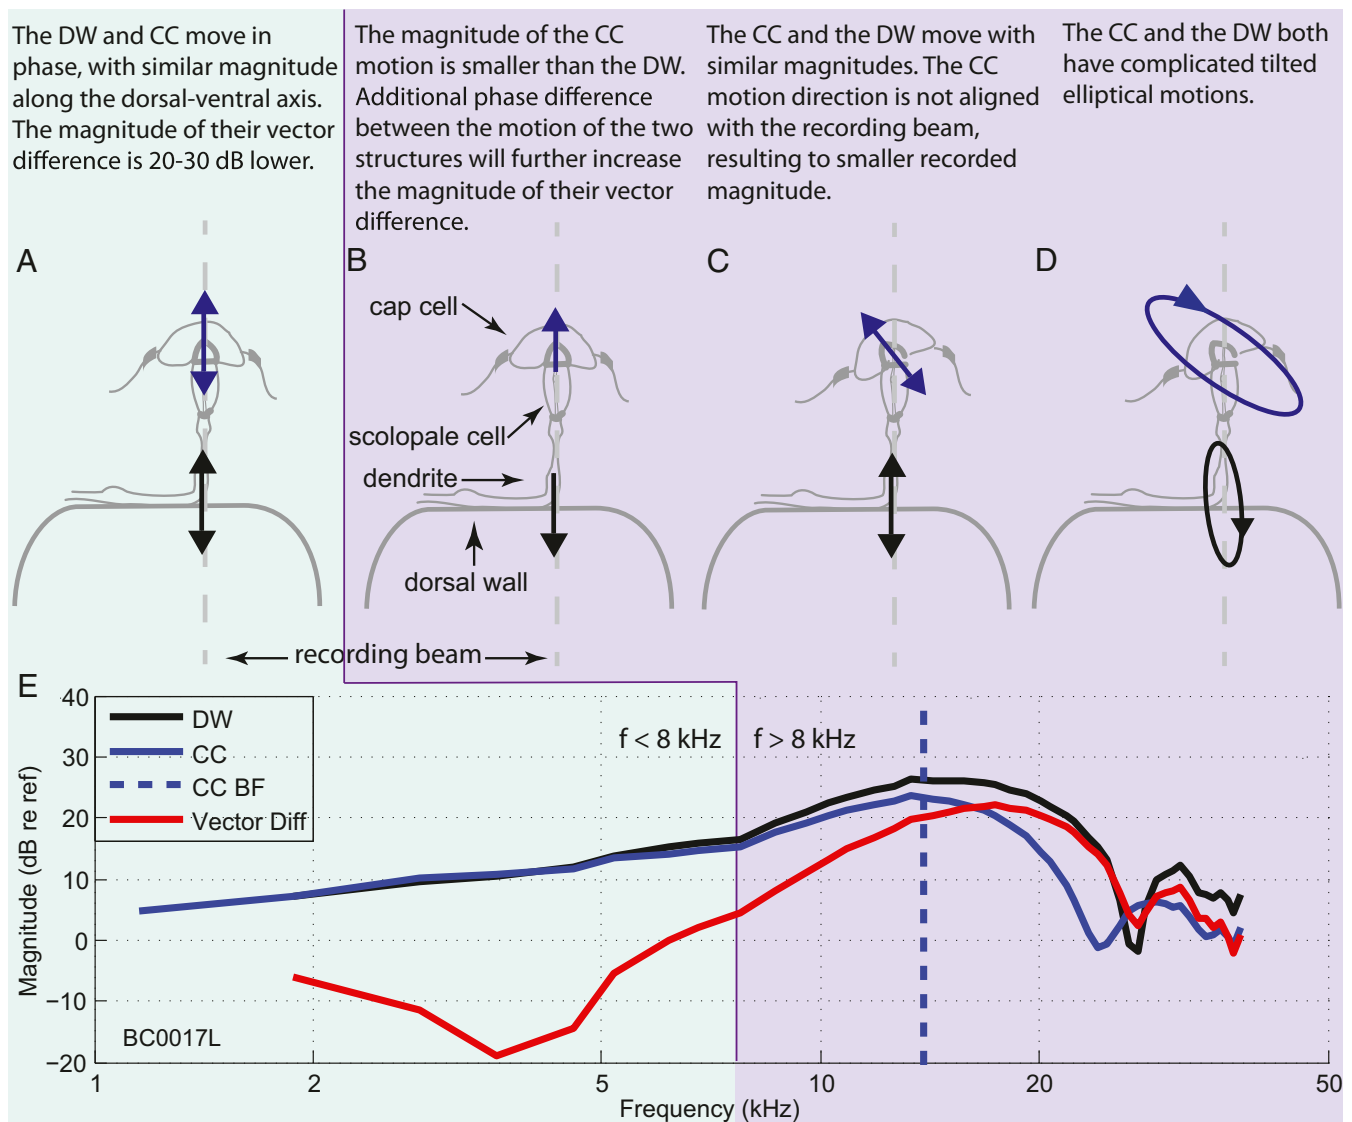 The DW and CC move in
phase, with similar magnitude
along the dorsal-ventral axis.
The magnitude of their vector
difference is 20-30 dB lower.
The magnitude of the CC
motion is smaller than the DW.
Additional phase difference
between the motion of the two
structures will further increase
the magnitude of their vector
difference.
The CC and the DW move with
similar magnitudes. The CC
motion direction is not aligned
with the recording beam,
resulting to smaller recorded
magnitude.
The CC and the DW both
have complicated tilted
elliptical motions.
A
B
C
D
cap cell
scolopale cell
dendrite
dorsal wall
recording beam
E
DW
CC
CC BF
Vector Diff
f < 8 kHz
f > 8 kHz
Magnitude (dB re ref)
40
30
20
10
0
−10
−20
BC0017L
1
2
5
10
20
50
Frequency (kHz)